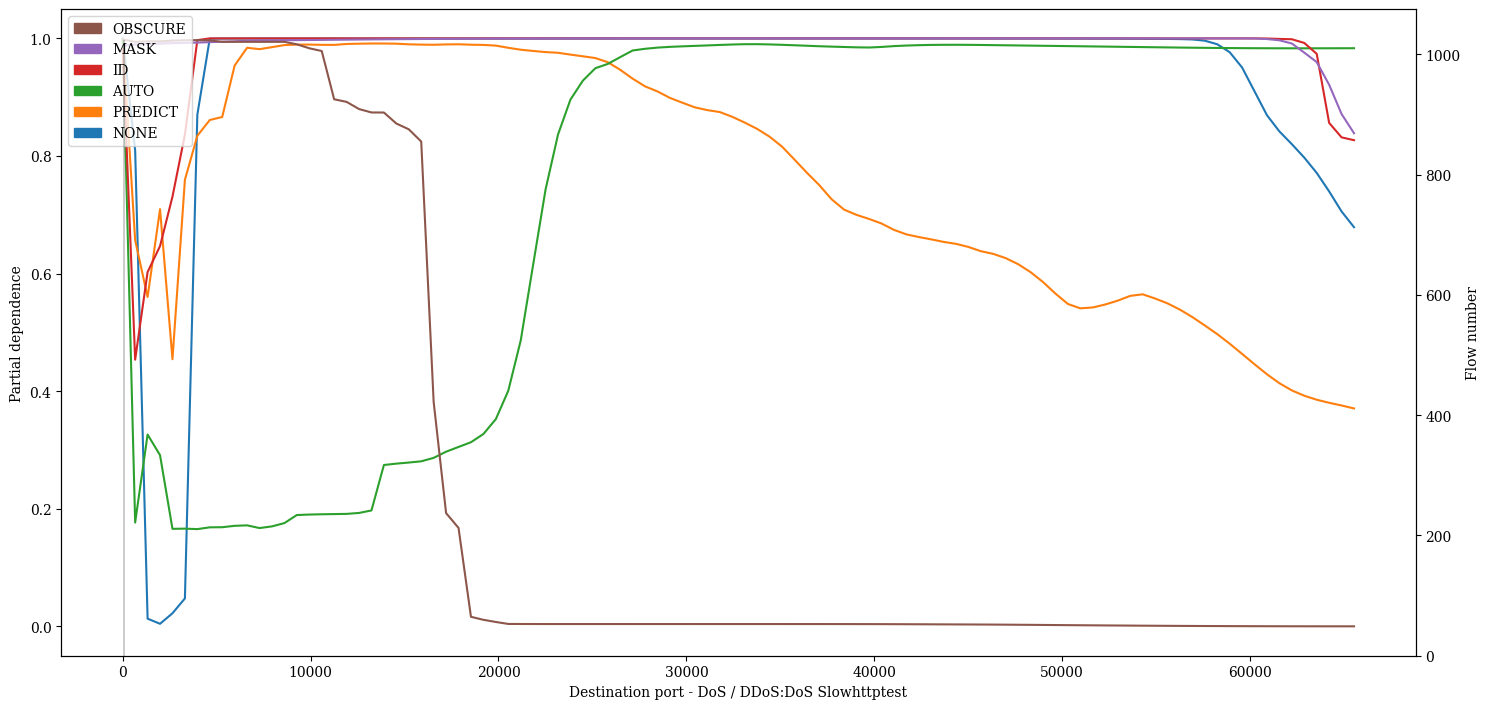 OBSCURE
MASK
ID
AUTO
PREDICT
NONE
Partial dependence
1.0
0.8
0.6
0.4
0.2
0.0
1000
800
600
400
200
0
Flow number
0 10000 20000 30000 40000 50000 60000
Destination port - DoS / DDoS:DoS Slowhttptest